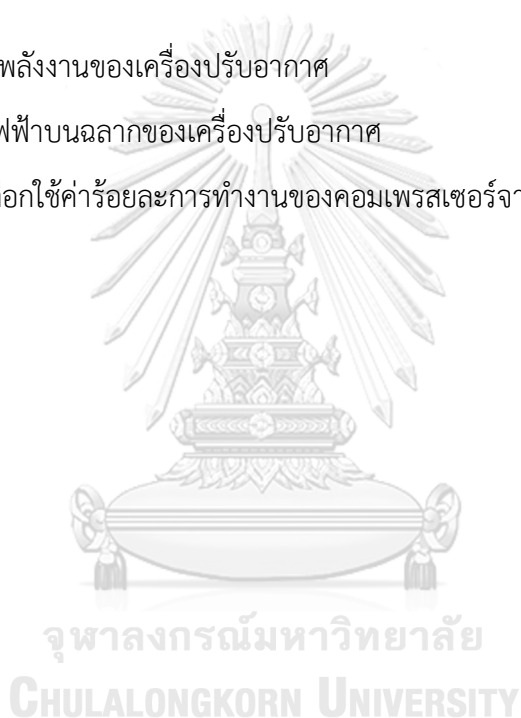 พลังงานของเครื่องปรับอากาศ
ฟฟ้าบนฉลากของเครื่องปรับอากาศ
อกใช้ค่าร้อยละการทำงานของคอมเพรสเซอร์จา
จุฬาลงกรณ์มหาวิทยาลัย
CHULALONGKORN UNIVERSITY